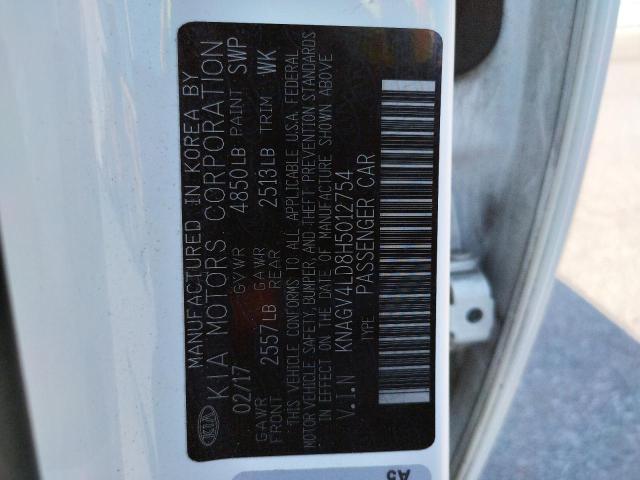 MANUFACTURED IN KOREA BY
KIA MOTORS CORPORATION
02/17 GVWR 4850LB PAINT SWP
GAWR FRONT 2557LB GAWR REAR 2513LB TRIM WK
THIS VEHICLE CONFORMS TO ALL APPLICABLE U.S.A. FEDERAL
MOTOR VEHICLE SAFETY, BUMPER, AND THEFT PREVENTION STANDARDS
IN EFFECT ON THE DATE OF MANUFACTURE SHOWN ABOVE
V.I.N KNAGV4LD8H5012754
TYPE PASSENGER CAR
KIA
A5